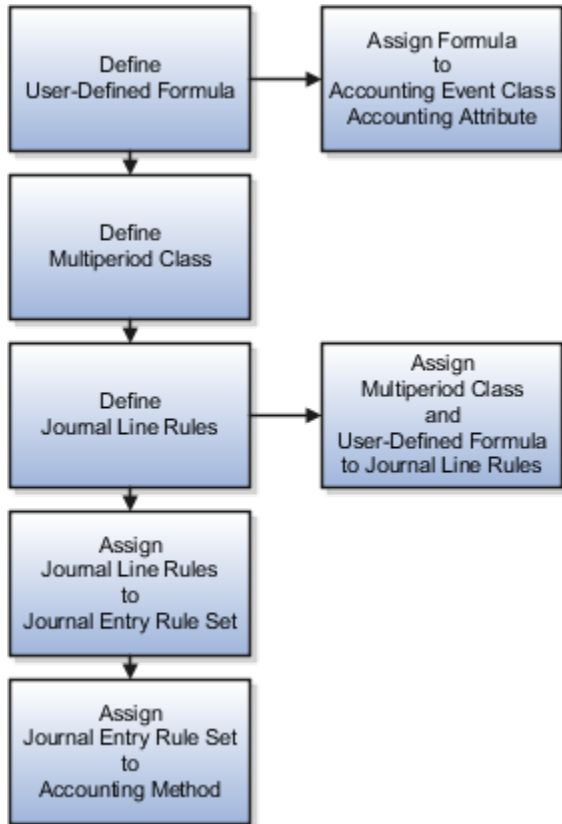 Define
User-Defined Formula
Assign Formula
to
Accounting Event Class
Accounting Attribute
Define
Multiperiod Class
Define
Journal Line Rules
Assign
Multiperiod Class
and
User-Defined Formula
to Journal Line Rules
Assign
Journal Line Rules
to
Journal Entry Rule Set
Assign
Journal Entry Rule Set
to
Accounting Method